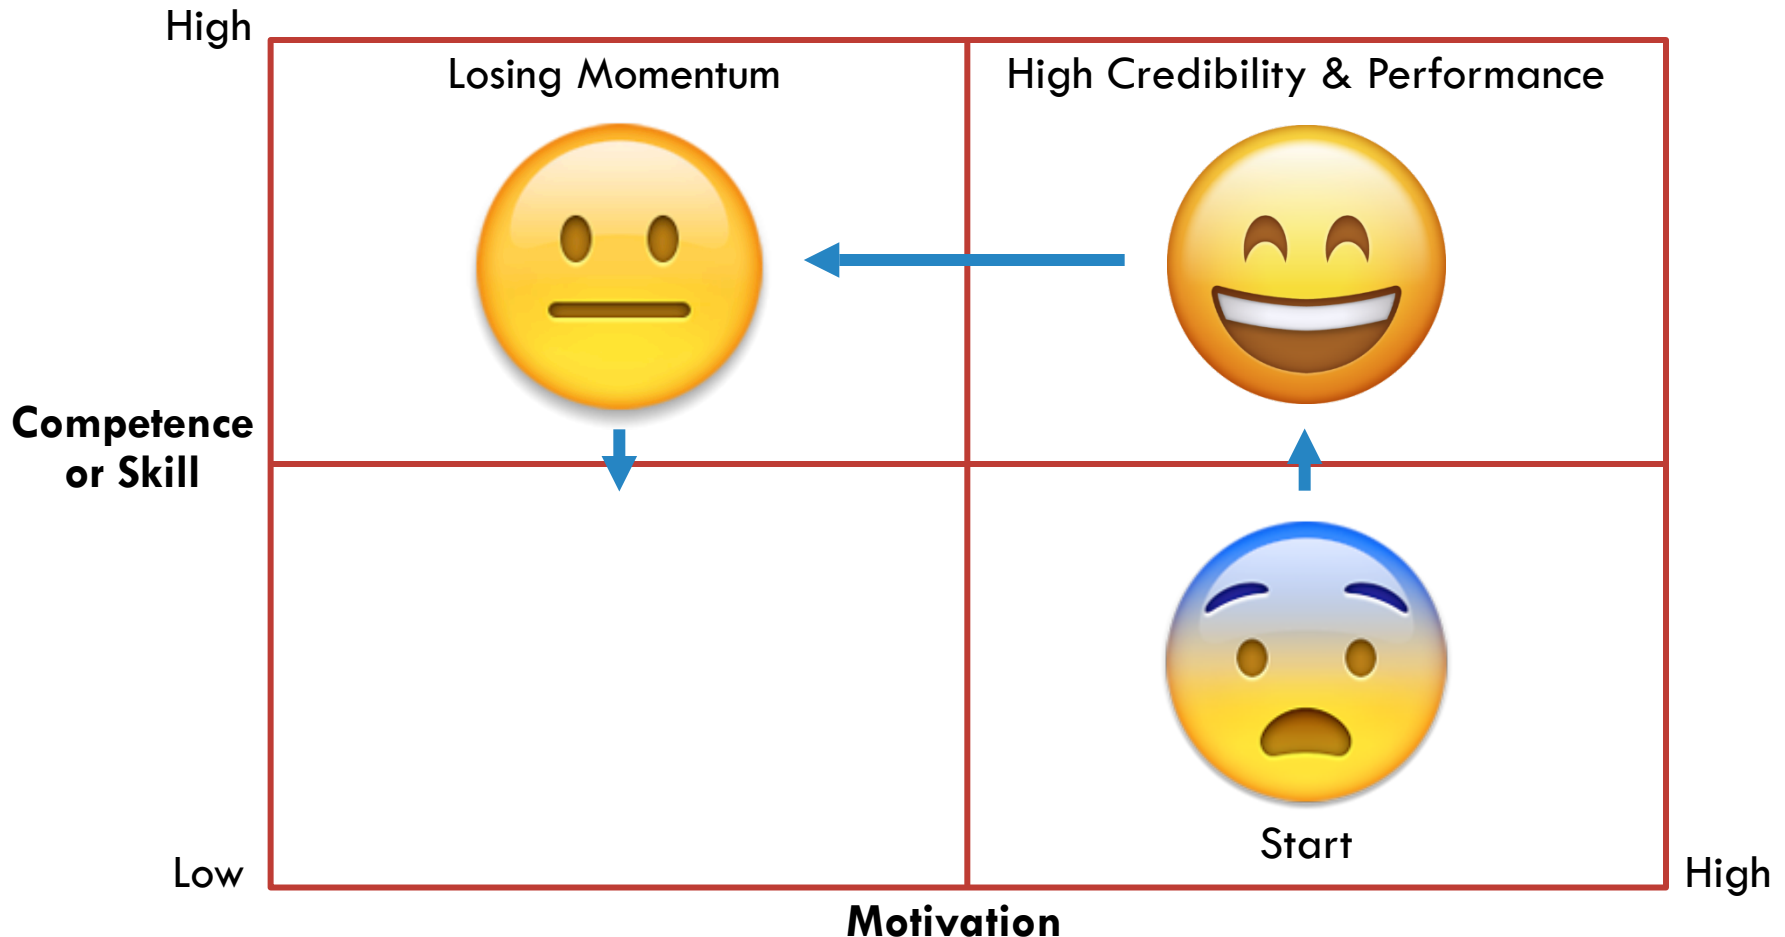 High
Losing Momentum
High Credibility & Performance
Competence
or Skill
Start
Low
High
Motivation